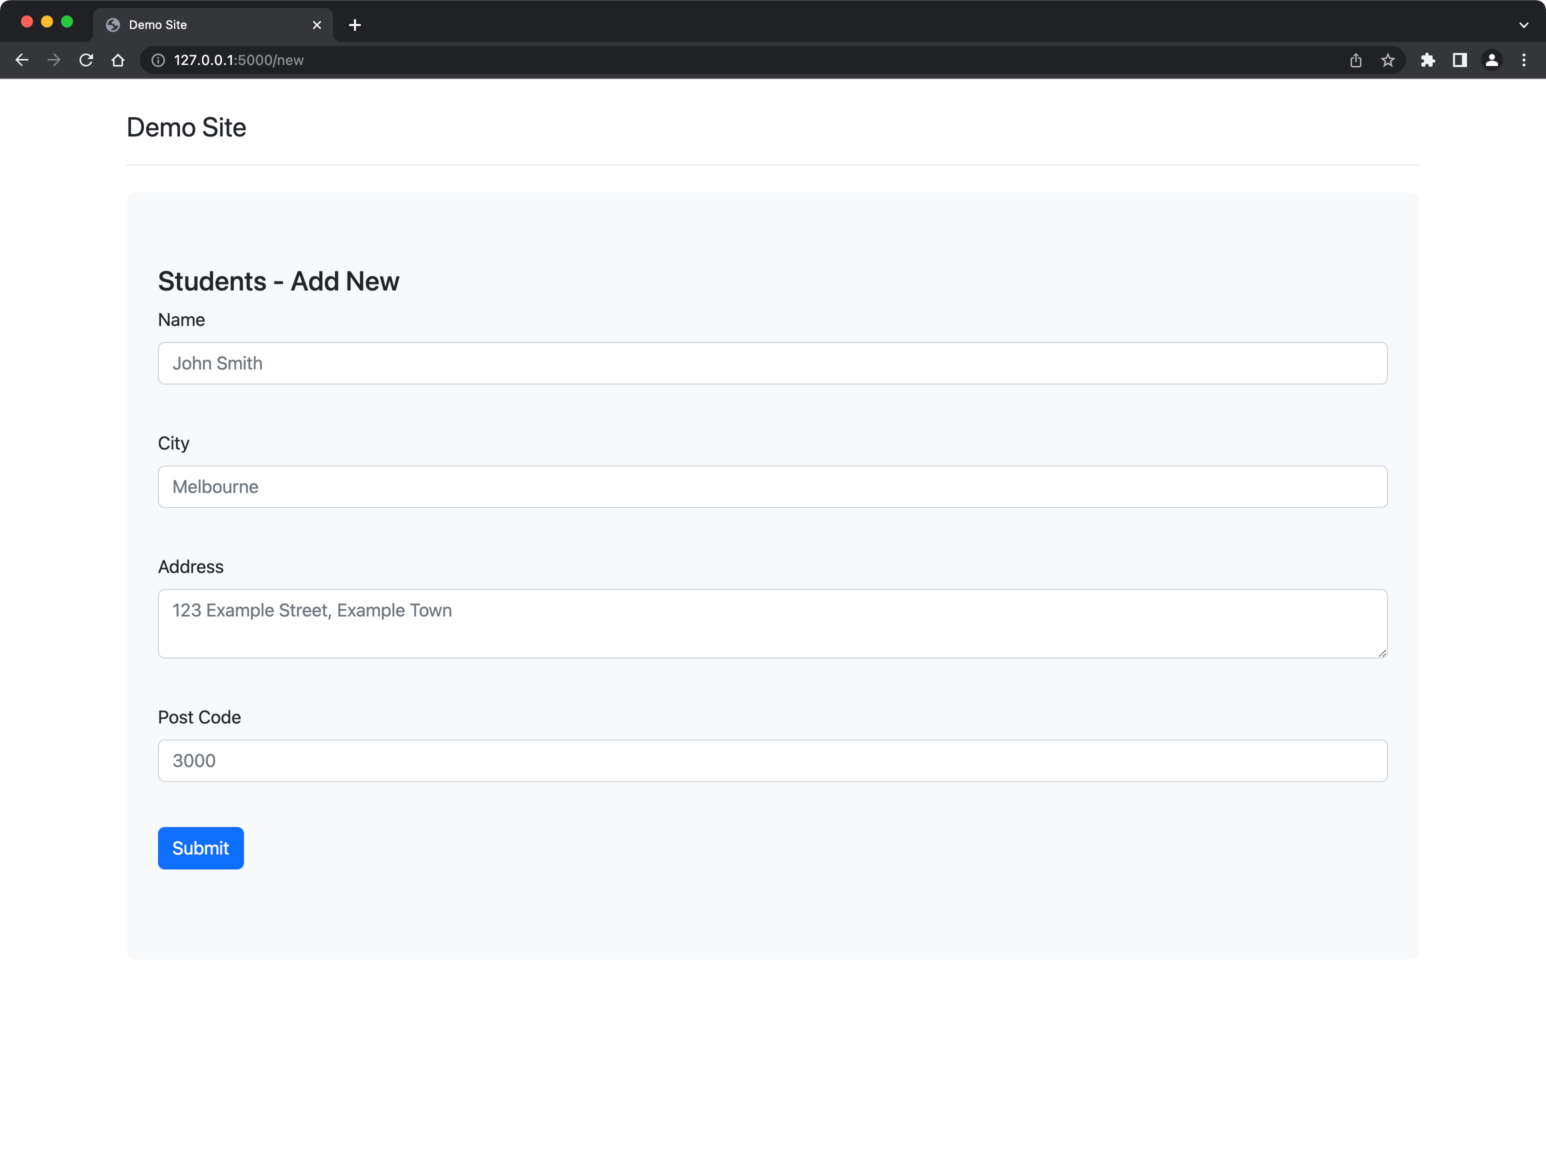 Demo Site
127.0.0.1:5000/new
Demo Site
Students - Add New
Name
John Smith
City
Melbourne
Address
123 Example Street, Example Town
Post Code
3000
Submit